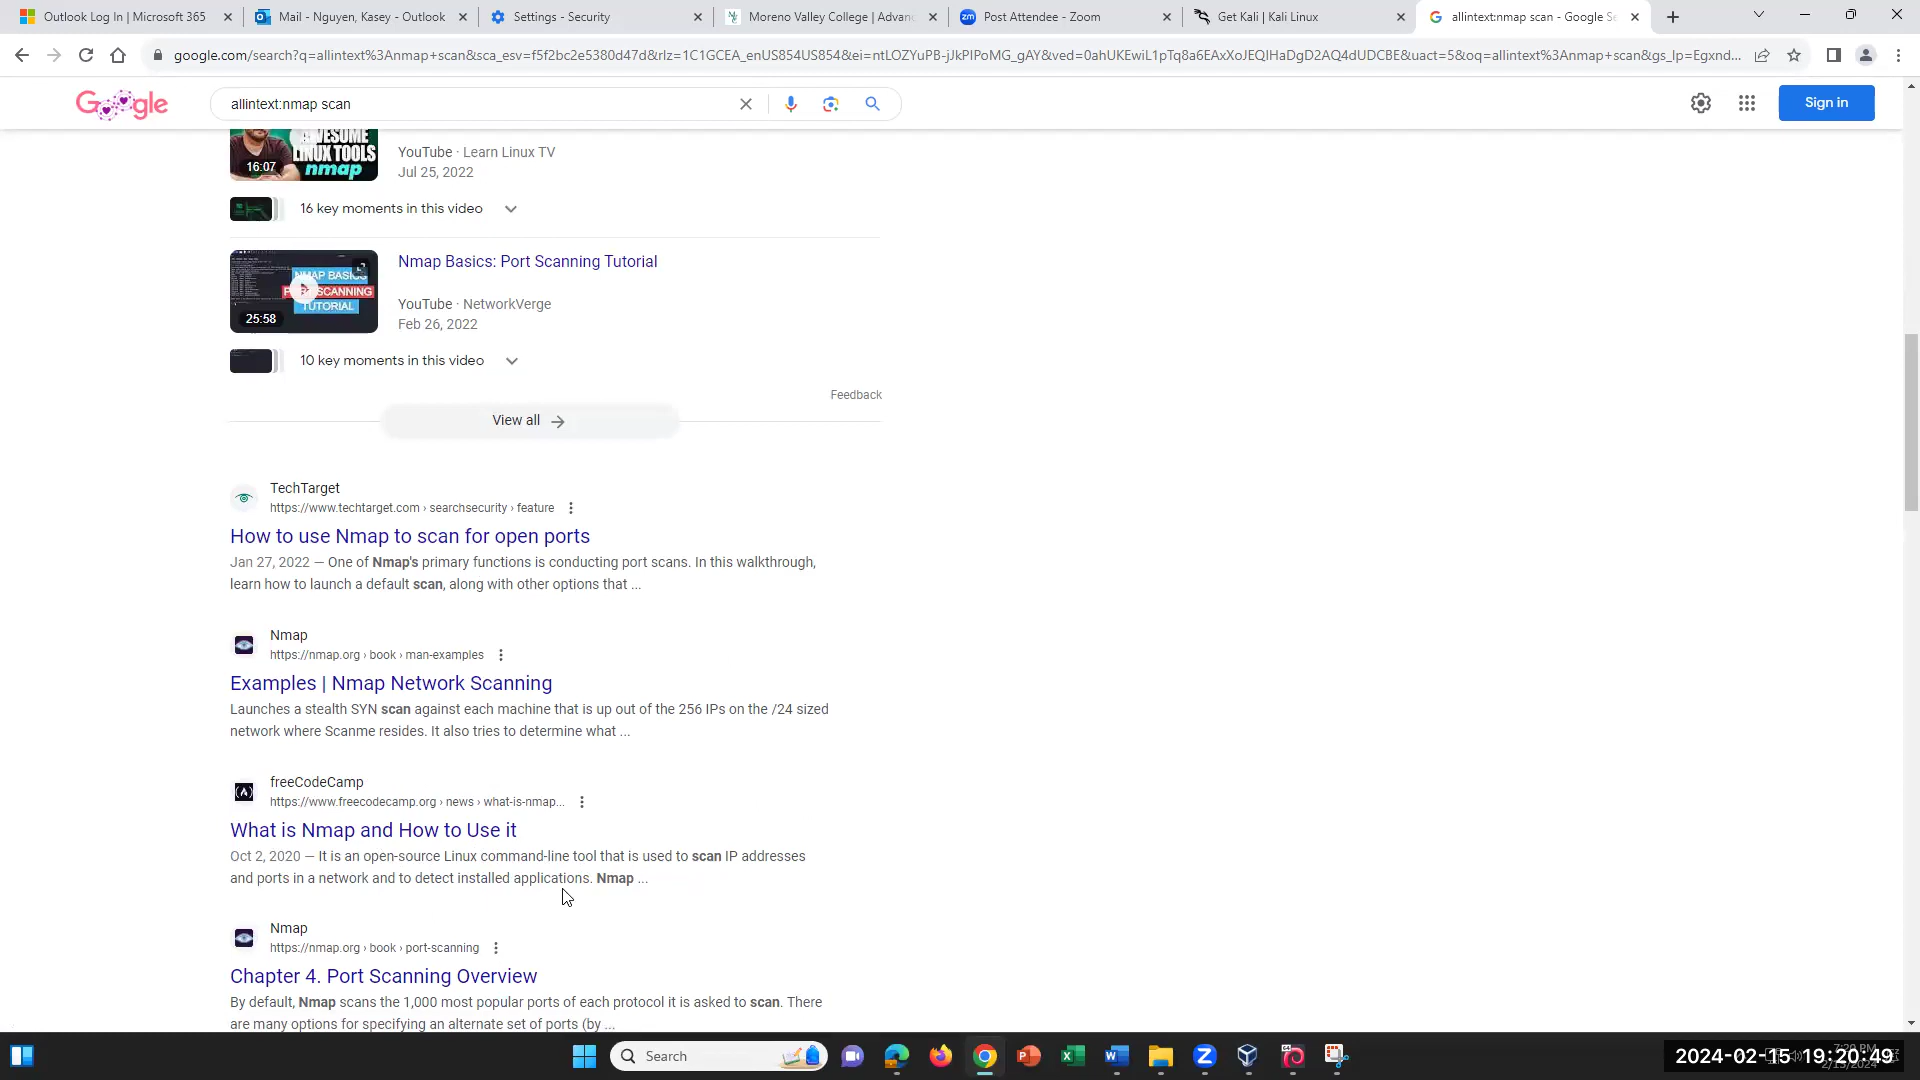 Outlook Log In | Microsoft 365
Mail - Nguyen, Kasey - Outlook
Settings - Security
Moreno Valley College | Advanc
Post Attendee - Zoom
Get Kali | Kali Linux
allintext:nmap scan - Google Se
google.com/search?q=allintext%3Anmap+scan&sca_esv=f5f2bc2e5380d47d&rlz=1C1GCEA_enUS854US854&ei=ntLOZYuPB-jJkPIPoMG_gAY&ved=0ahUKEwiL1pTq8a6EAxXoJEQIHaDgD2AQ4dUDCBE&uact=5&oq=allintext%3Anmap+scan&gs_lp=Egxnd...
Google
allintext:nmap scan
Sign in
AWESOME
LINUX TOOLS
nmap
16:07
YouTube · Learn Linux TV
Jul 25, 2022
16 key moments in this video
NMAP BASICS
PORT SCANNING
TUTORIAL
25:58
Nmap Basics: Port Scanning Tutorial
YouTube · NetworkVerge
Feb 26, 2022
10 key moments in this video
Feedback
View all
TechTarget
https://www.techtarget.com › searchsecurity › feature
How to use Nmap to scan for open ports
Jan 27, 2022 — One of Nmap's primary functions is conducting port scans. In this walkthrough,
learn how to launch a default scan, along with other options that ...
Nmap
https://nmap.org › book › man-examples
Examples | Nmap Network Scanning
Launches a stealth SYN scan against each machine that is up out of the 256 IPs on the /24 sized
network where Scanme resides. It also tries to determine what ...
freeCodeCamp
https://www.freecodecamp.org › news › what-is-nmap...
What is Nmap and How to Use it
Oct 2, 2020 — It is an open-source Linux command-line tool that is used to scan IP addresses
and ports in a network and to detect installed applications. Nmap ...
Nmap
https://nmap.org › book › port-scanning
Chapter 4. Port Scanning Overview
By default, Nmap scans the 1,000 most popular ports of each protocol it is asked to scan. There
are many options for specifying an alternate set of ports (by ...
Search
2024-02-15 19:20:49